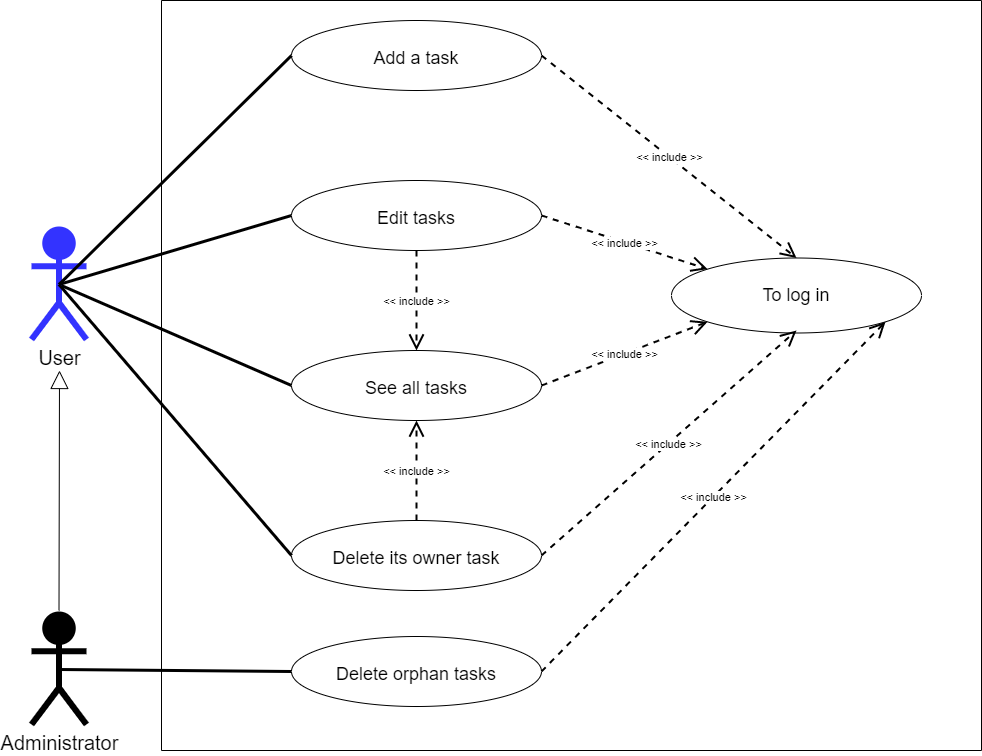 Add a task
<< include >>
Edit tasks
<< include >>
To log in
<< include >>
User
<< include >>
See all tasks
<< include >>
<< include >>
<< include >>
Delete its owner task
Delete orphan tasks
Administrator